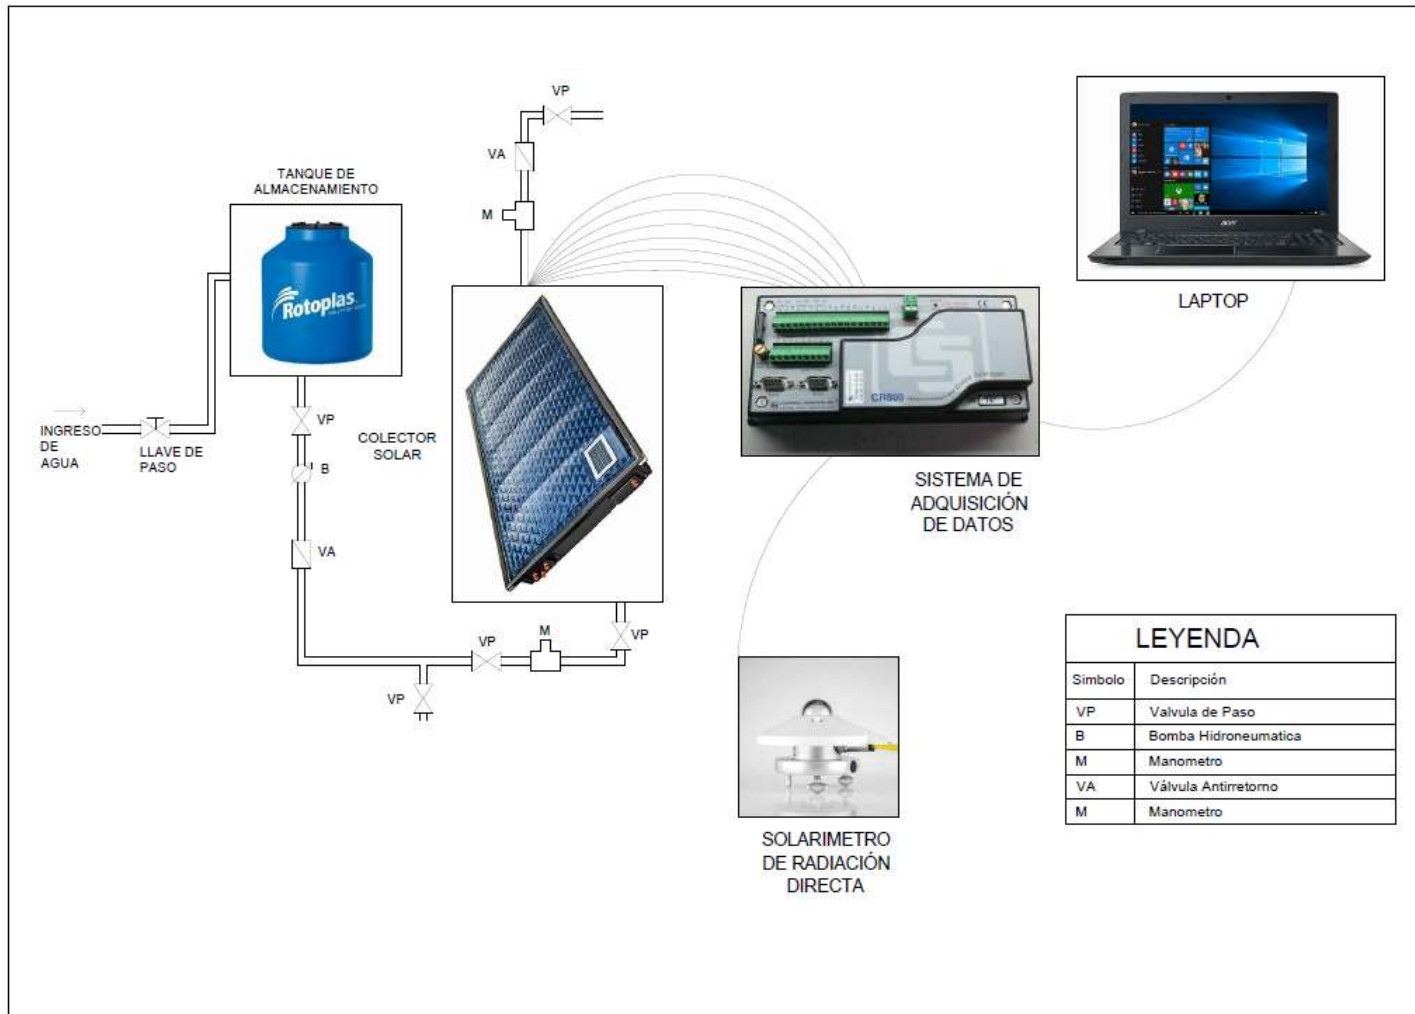 VP
VA
M
TANQUE DE
ALMACENAMIENTO
Rotoplas
INGRESO
DE
AGUA
LLAVE DE
PASO
VP
B
VA
COLECTOR
SOLAR
VP
M
VP
VP
acer
LAPTOP
CR800
SISTEMA DE
ADQUISICIÓN
DE DATOS
SOLARIMETRO
DE RADIACIÓN
DIRECTA
LEYENDA
Simbolo Descripción
VP Valvula de Paso
B Bomba Hidroneumatica
M Manometro
VA Válvula Antirretorno
M Manometro